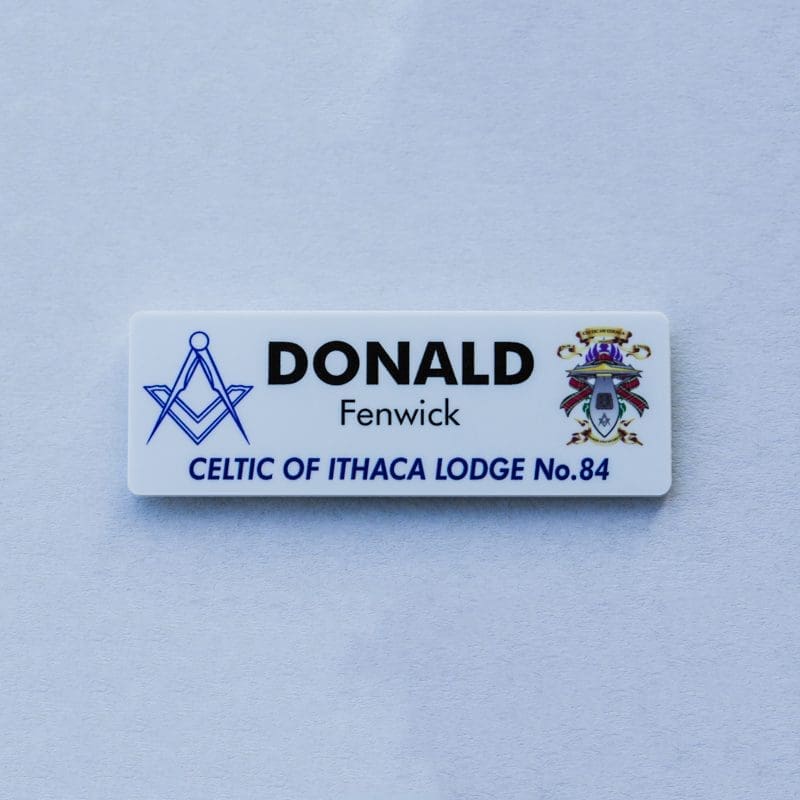 DONALD
Fenwick
CELTIC OF ITHACA LODGE No.84